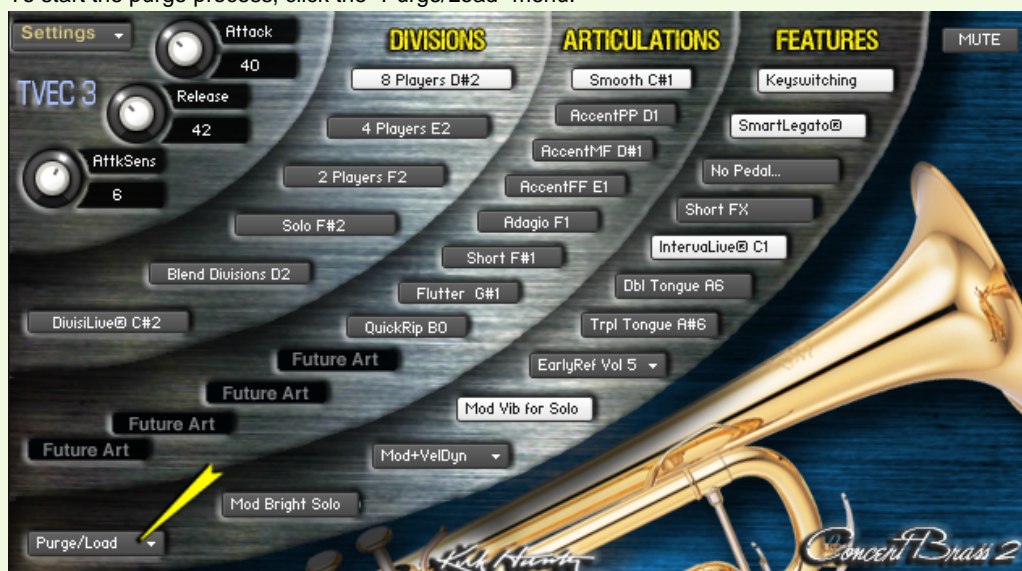 To start the purge process, click the "Purge/Load" menu.
Settings
Attack
40
TVEC 3
Release
42
AttkSens
6
DIVISIONS
8 Players D#2
4 Players E2
2 Players F2
Solo F#2
Blend Divisions D2
DivisiLive® C#2
Future Art
Future Art
Future Art
Future Art
Purge/Load
ARTICULATIONS
Smooth C#1
AccentPP D1
AccentMF D#1
AccentFF E1
Adagio F1
Short F#1
Flutter G#1
QuickRip B0
FEATURES
Keyswitching
SmartLegato®
No Pedal...
Short FX
IntervaLive® C1
Dbl Tongue A6
Trpl Tongue A#6
EarlyRef Vol 5
Mod Vib for Solo
Mod+VelDyn
Mod Bright Solo
MUTE
Kirk Hunter
Concert Brass 2